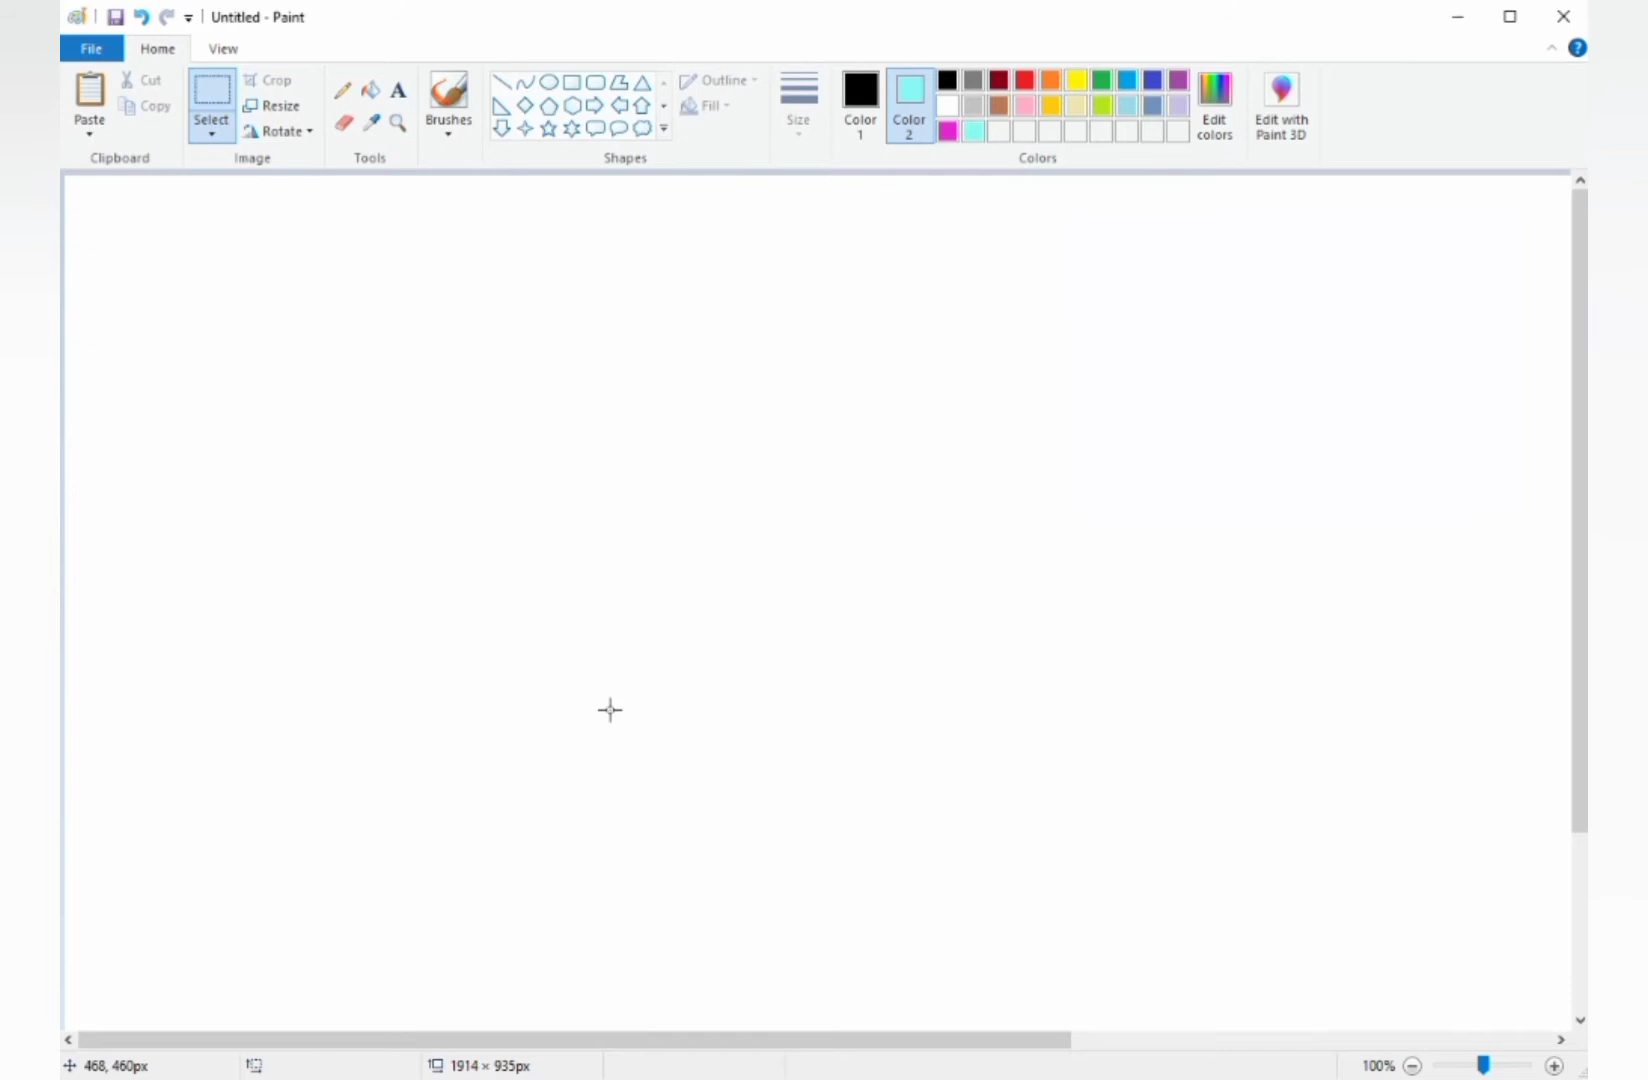 Untitled - Paint
File Home View
Paste Cut Copy Select Crop Resize Rotate A Brushes Outline Fill Size Color 1 Color 2 Edit colors Edit with Paint 3D
Clipboard Image Tools Shapes Colors
468, 460px 1914 × 935px 100%